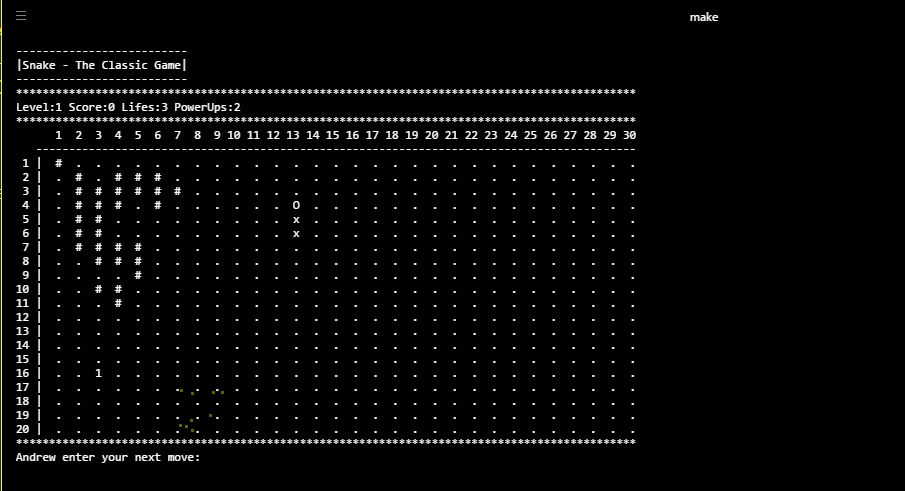 make
--------------------------
|Snake - The Classic Game|
--------------------------
**********************************************************************************************
Level:1 Score:0 Lifes:3 PowerUps:2
**********************************************************************************************
1 2 3 4 5 6 7 8 9 10 11 12 13 14 15 16 17 18 19 20 21 22 23 24 25 26 27 28 29 30
-------------------------------------------------------------------------------------------
1 | # . . . . . . . . . . . . . . . . . . . . . . . . . . . . .
2 | . # . # # # . . . . . . . . . . . . . . . . . . . . . . . .
3 | . # # # # # # . . . . . . . . . . . . . . . . . . . . . . .
4 | . # # # . # . . . . . . O . . . . . . . . . . . . . . . . .
5 | . # # . . . . . . . . . x . . . . . . . . . . . . . . . . .
6 | . # # . . . . . . . . . x . . . . . . . . . . . . . . . . .
7 | . # # # # . . . . . . . . . . . . . . . . . . . . . . . . .
8 | . . # # # . . . . . . . . . . . . . . . . . . . . . . . . .
9 | . . . . # . . . . . . . . . . . . . . . . . . . . . . . . .
10 | . . # # . . . . . . . . . . . . . . . . . . . . . . . . . .
11 | . . . # . . . . . . . . . . . . . . . . . . . . . . . . . .
12 | . . . . . . . . . . . . . . . . . . . . . . . . . . . . . .
13 | . . . . . . . . . . . . . . . . . . . . . . . . . . . . . .
14 | . . . . . . . . . . . . . . . . . . . . . . . . . . . . . .
15 | . . . . . . . . . . . . . . . . . . . . . . . . . . . . . .
16 | . . 1 . . . . . . . . . . . . . . . . . . . . . . . . . . .
17 | . . . . . . . . . . . . . . . . . . . . . . . . . . . . . .
18 | . . . . . . . . . . . . . . . . . . . . . . . . . . . . . .
19 | . . . . . . . . . . . . . . . . . . . . . . . . . . . . . .
20 | . . . . . . . . . . . . . . . . . . . . . . . . . . . . . .
**********************************************************************************************
Andrew enter your next move: